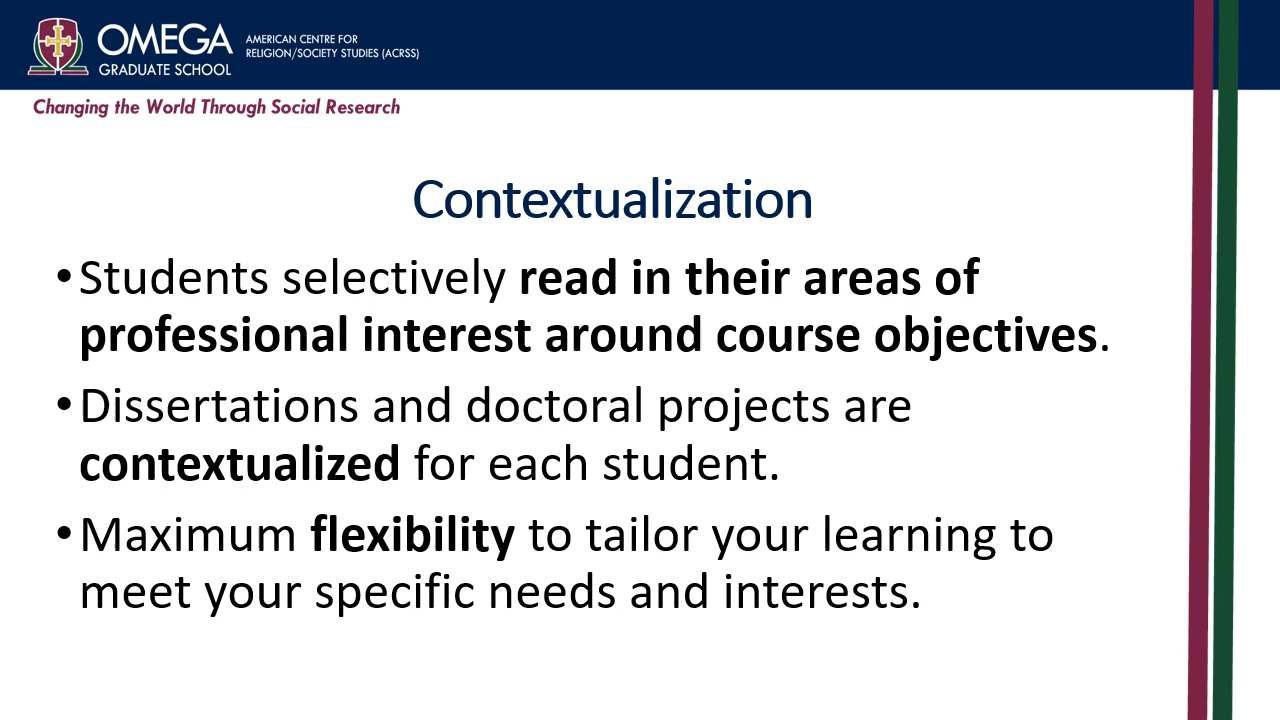 OMEGA
GRADUATE SCHOOL
AMERICAN CENTRE FOR
RELIGION/SOCIETY STUDIES (ACRSS)
Changing the World Through Social Research
Contextualization
•Students selectively read in their areas of
professional interest around course objectives.
•Dissertations and doctoral projects are
contextualized for each student.
•Maximum flexibility to tailor your learning to
meet your specific needs and interests.